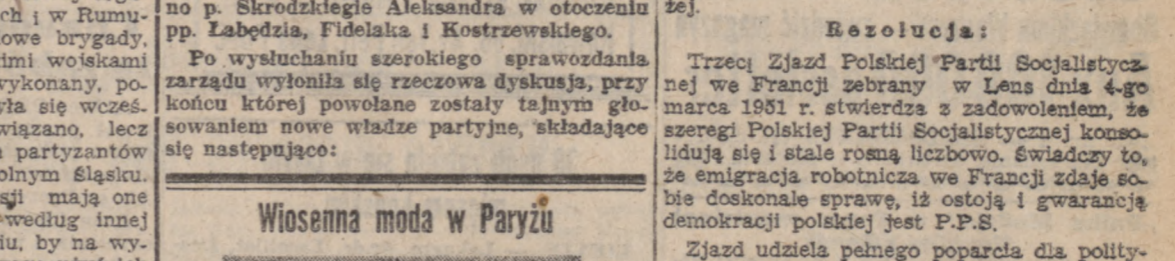 ch i w Rumu-
owe brygady,
imi wojskami
wykonany, po-
yła się wcześ-
wiązano, lecz
partyzantów
olnym Śląsku.
sji mają one
według innej
iu, by na wy-
no p. Skrodzkiegie Aleksandra w otoczeniu
pp. Łabędzia, Fidelaka i Kostrzewskiego.
Po wysłuchaniu szerokiego sprawozdania
zarządu wyłoniła się rzeczowa dyskusja, przy
końcu której powołane zostały tajnym gło-
sowaniem nowe władze partyjne, składające
się następująco:
Wiosenna moda w Paryżu
żej.
Rezolucja:
Trzeci Zjazd Polskiej Partii Socjalistycz-
nej we Francji zebrany w Lens dnia 4-go
marca 1951 r. stwierdza z zadowoleniem, że
szeregi Polskiej Partii Socjalistycznej konso-
lidują się i stale rosną liczbowo. Świadczy to,
że emigracja robotnicza we Francji zdaje so-
bie doskonale sprawę, iż ostoją i gwarancją
demokracji polskiej jest P.P.S.
Zjazd udziela pełnego poparcia dla polity-